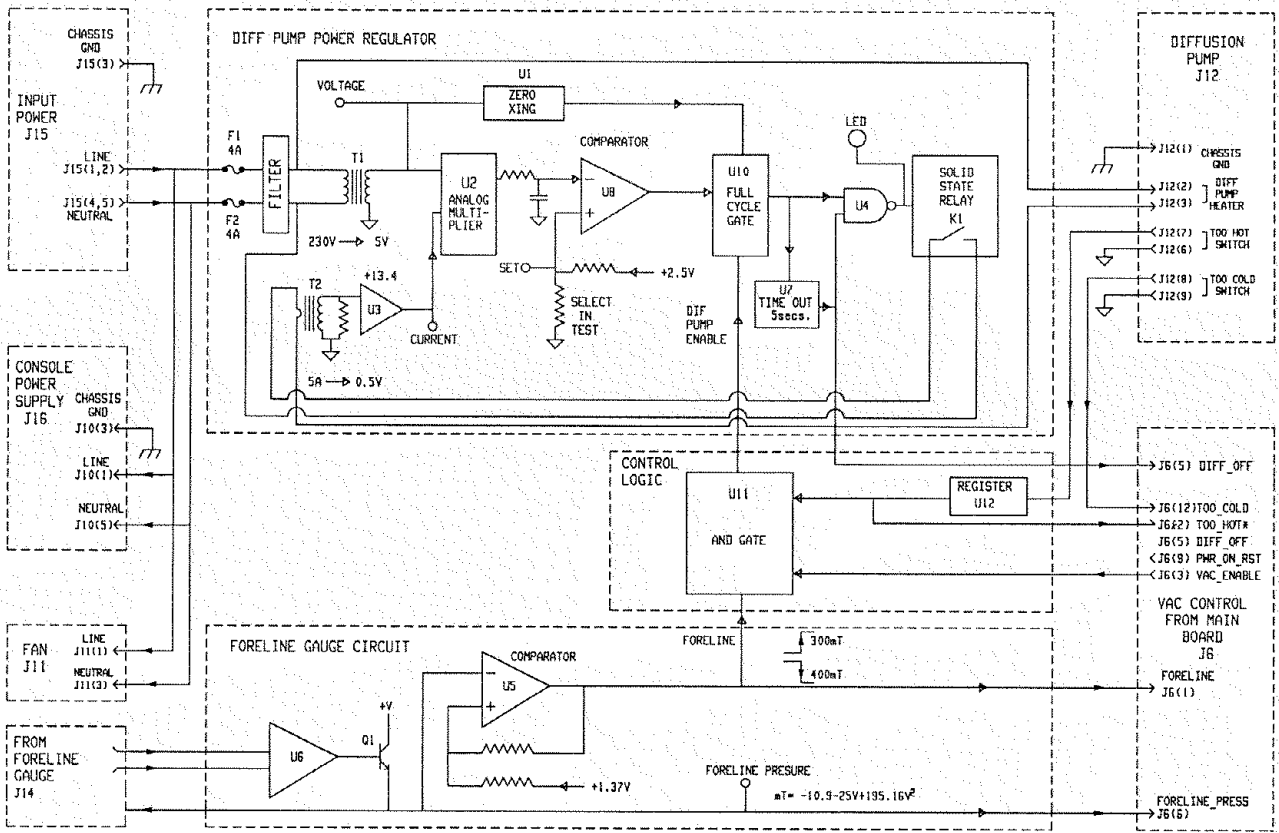 CHASSIS
GND
J15(3)
INPUT
POWER
J15
LINE
J15(1,2)
J15(4,5)
NEUTRAL
F1
4A
F2
4A
DIFF PUMP POWER REGULATOR
FILTER
VOLTAGE
U1
ZERO
XING
T1
230V
5V
U2
ANALOG
MULTI-
PLIER
COMPARATOR
U8
SET
+2.5V
SELECT
IN
TEST
T2
+13.4
U3
CURRENT
5A
0.5V
U10
FULL
CYCLE
GATE
DIF
PUMP
ENABLE
U7
TIME OUT
5secs.
LED
U4
SOLID
STATE
RELAY
K1
DIFFUSION
PUMP
J12
J12(1)
CHASSIS
GND
J12(2)
J12(3)
DIFF
PUMP
HEATER
J12(7)
J12(6)
TOO HOT
SWITCH
J12(8)
J12(9)
TOO COLD
SWITCH
CONSOLE
POWER
SUPPLY
J16
CHASSIS
GND
J10(3)
LINE
J10(1)
NEUTRAL
J10(5)
CONTROL
LOGIC
U11
AND GATE
REGISTER
U12
J6(5) DIFF_OFF
J6(12)TOO_COLD
J6(2) TOO_HOT*
J6(5) DIFF_OFF
J6(9) PWR_ON_RST
J6(3) VAC_ENABLE
VAC CONTROL
FROM MAIN
BOARD
J6
FORELINE
J6(1)
FORELINE_PRESS
J6(6)
FAN
J11
LINE
J11(1)
NEUTRAL
J11(3)
FROM
FORELINE
GAUGE
J14
FORELINE GAUGE CIRCUIT
U6
Q1
+V
COMPARATOR
U5
+1.37V
FORELINE
300mT
400mT
FORELINE PRESURE
mT= -10.9-25V+195.16V²